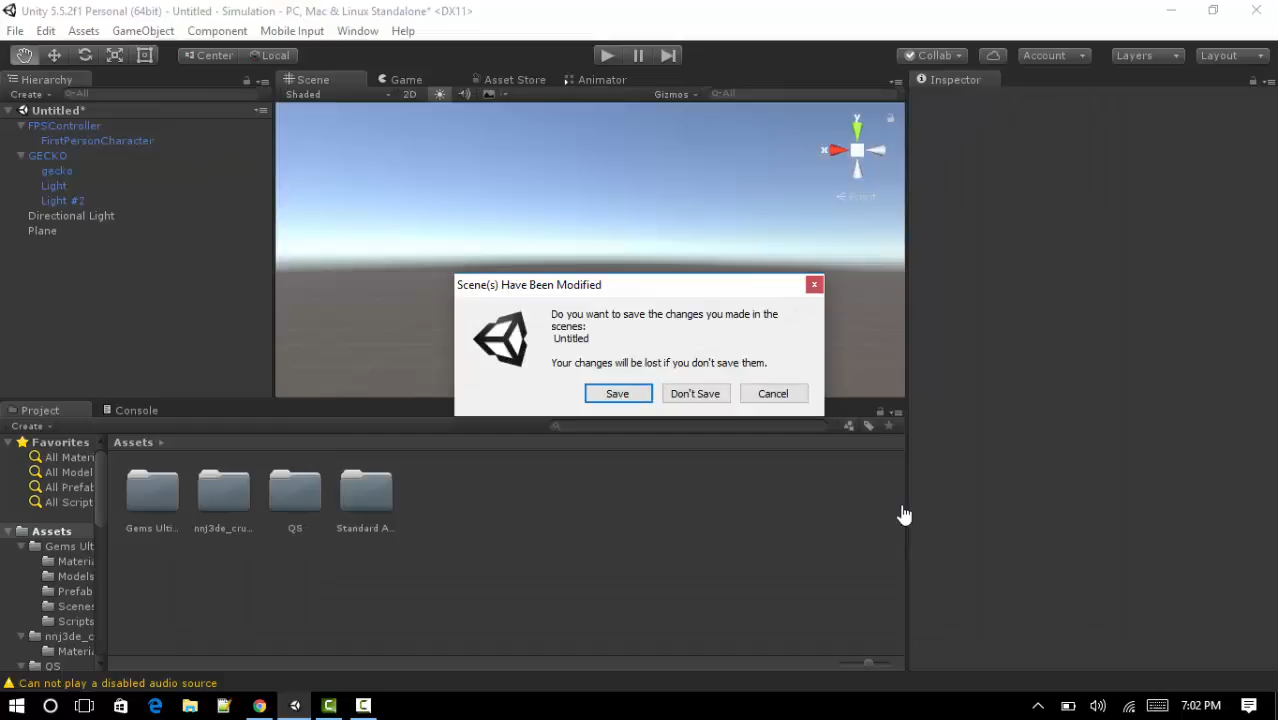 Unity 5.5.2f1 Personal (64bit) - Untitled - Simulation - PC, Mac & Linux Standalone* <DX11>
File Edit Assets GameObject Component Mobile Input Window Help
Center Local Collab Account Layers Layout
Hierarchy Scene Game Asset Store Animator Inspector
Create All Shaded 2D Gizmos All
Untitled*
FPSController
FirstPersonCharacter
GECKO
gecko
Light
Light #2
Directional Light
Plane
y
x
Scene(s) Have Been Modified
Do you want to save the changes you made in the
scenes:
Untitled
Your changes will be lost if you don't save them.
Save Don't Save Cancel
Project Console
Create
Favorites
All Materi
All Model
All Prefab
All Script
Assets
Gems Ult
Materi
Models
Prefab
Scenes
Scripts
nnj3de_c
Materi
QS
Assets
Gems Ulti... nnj3de_cru... QS Standard A...
Can not play a disabled audio source
7:02 PM